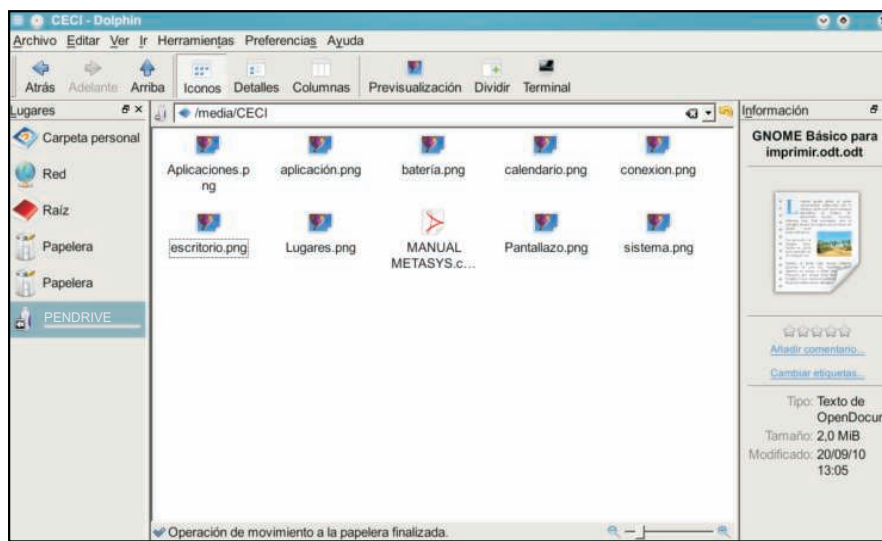 CECI - Dolphin
Archivo Editar Ver Ir Herramientas Preferencias Ayuda
Atrás Adelante Arriba Iconos Detalles Columnas Previsualización Dividir Terminal
Lugares
Carpeta personal
Red
Raíz
Papelera
Papelera
PENDRIVE
/media/CECI
Aplicaciones.p
ng
aplicación.png
batería.png
calendario.png
conexion.png
escritorio.png
Lugares.png
MANUAL
METASYS.c...
Pantallazo.png
sistema.png
Operación de movimiento a la papelera finalizada.
Información
GNOME Básico para
imprimir.odt.odt
Añadir comentario...
Cambiar etiquetas...
Tipo: Texto de
OpenDocur
Tamaño: 2,0 MiB
Modificado: 20/09/10
13:05